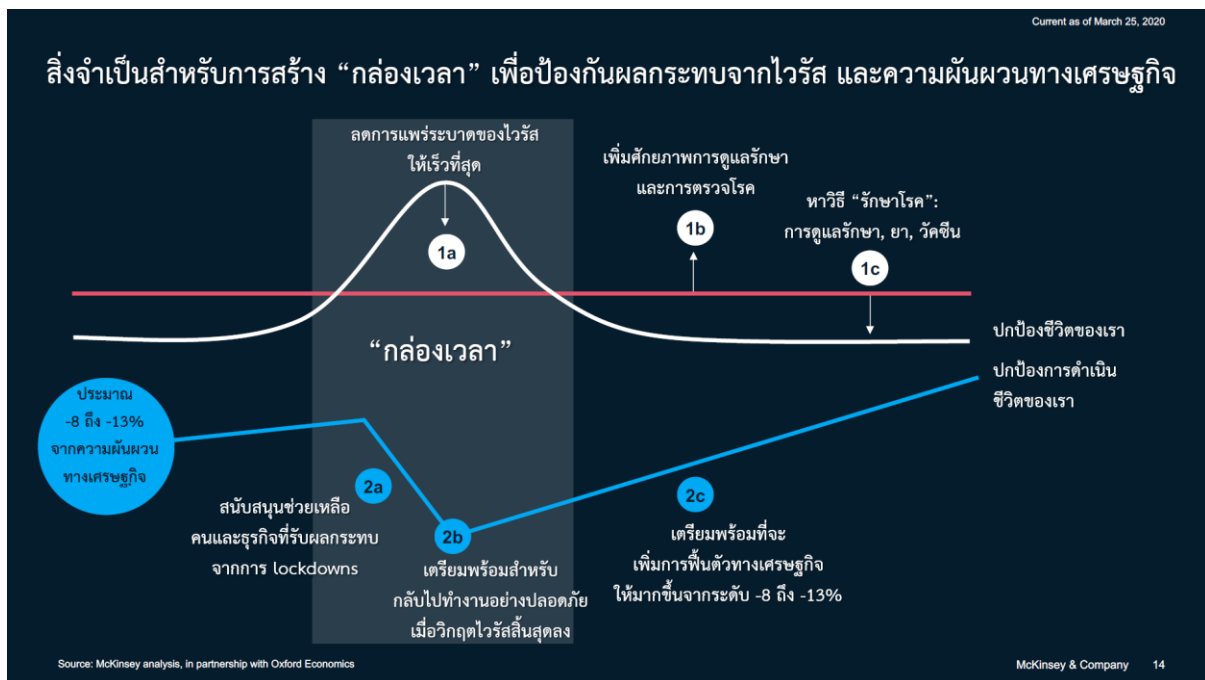 Current as of March 25, 2020
สิ่งจำเป็นสำหรับการสร้าง “กล่องเวลา” เพื่อป้องกันผลกระทบจากไวรัส และความผันผวนทางเศรษฐกิจ
ลดการแพร่ระบาดของไวรัส
ให้เร็วที่สุด
1a
เพิ่มศักยภาพการดูแลรักษา
และการตรวจโรค
1b
หาวิธี “รักษาโรค”:
การดูแลรักษา, ยา, วัคซีน
1c
“กล่องเวลา”
ปกป้องชีวิตของเรา
ปกป้องการดำเนิน
ชีวิตของเรา
ประมาณ
-8 ถึง -13%
จากความผันผวน
ทางเศรษฐกิจ
2a
สนับสนุนช่วยเหลือ
คนและธุรกิจที่รับผลกระทบ
จากการ lockdowns
2b
เตรียมพร้อมสำหรับ
กลับไปทำงานอย่างปลอดภัย
เมื่อวิกฤตไวรัสสิ้นสุดลง
2c
เตรียมพร้อมที่จะ
เพิ่มการฟื้นตัวทางเศรษฐกิจ
ให้มากขึ้นจากระดับ -8 ถึง -13%
Source: McKinsey analysis, in partnership with Oxford Economics
McKinsey & Company 14